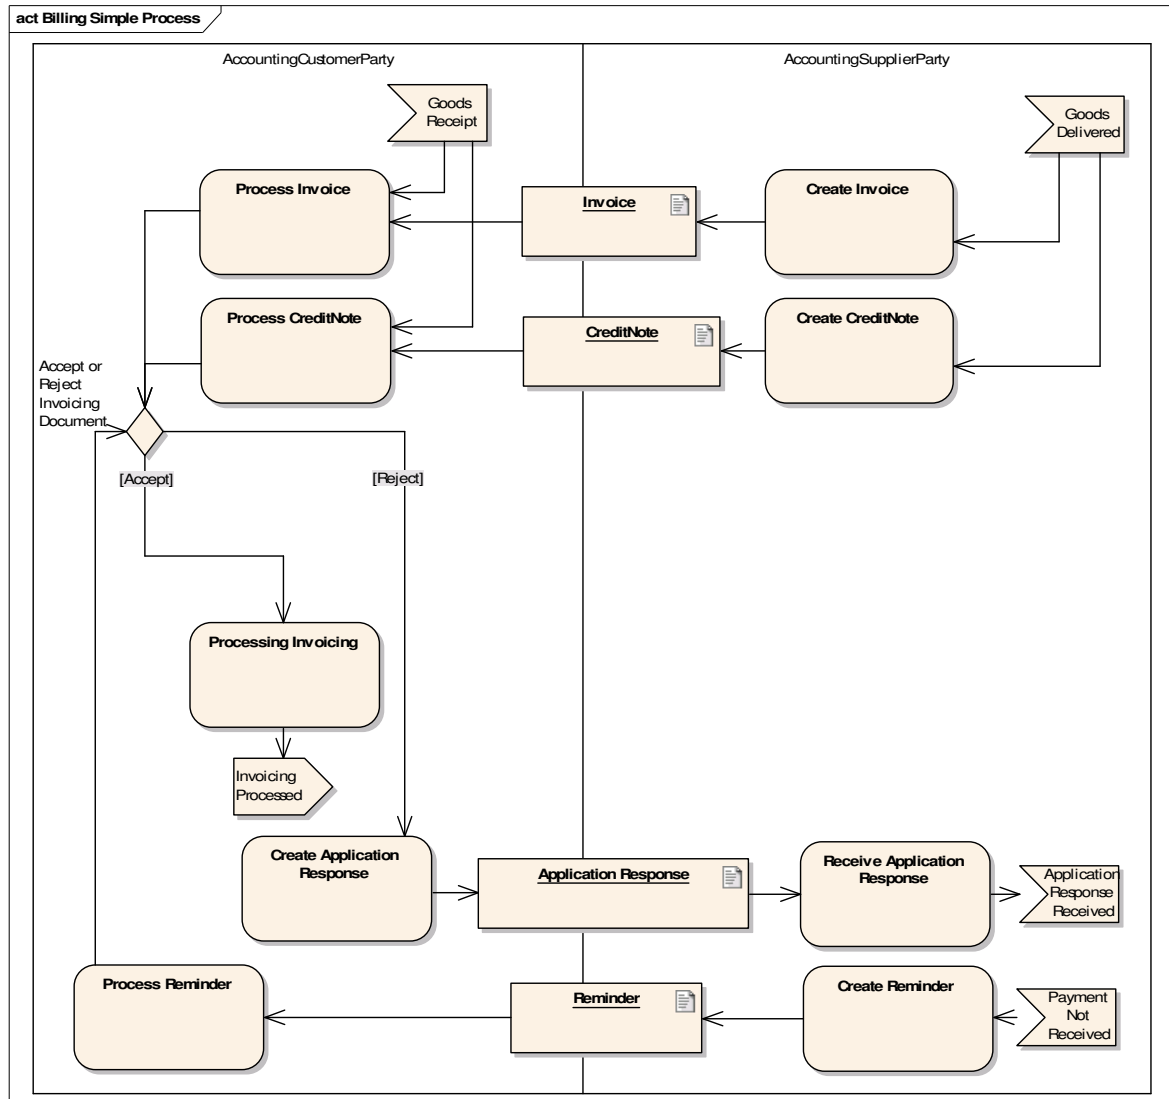 act Billing Simple Process
AccountingCustomerParty
AccountingSupplierParty
Goods
Receipt
Goods
Delivered
Process Invoice
Invoice
Create Invoice
Process CreditNote
CreditNote
Create CreditNote
Accept or
Reject
Invoicing
Document
[Accept]
[Reject]
Processing Invoicing
Invoicing
Processed
Create Application
Response
Application Response
Receive Application
Response
Application
Response
Received
Process Reminder
Reminder
Create Reminder
Payment
Not
Received